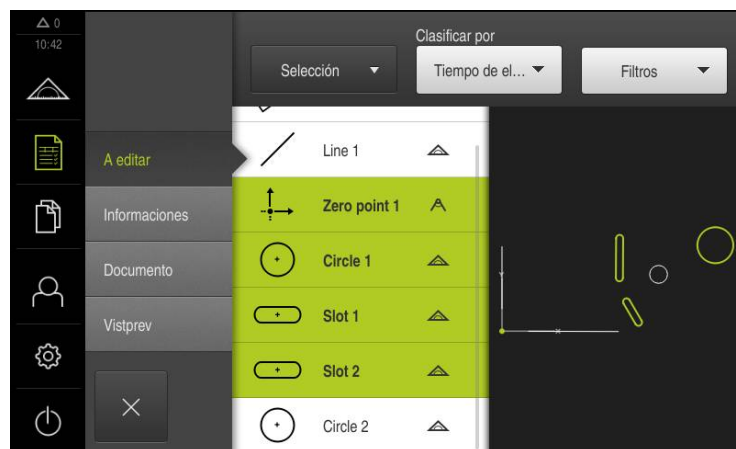 0
10:42
Clasificar por
Selección
Tiempo de el...
Filtros
A editar
Informaciones
Documento
Vistprev
Line 1
Zero point 1
Circle 1
Slot 1
Slot 2
Circle 2